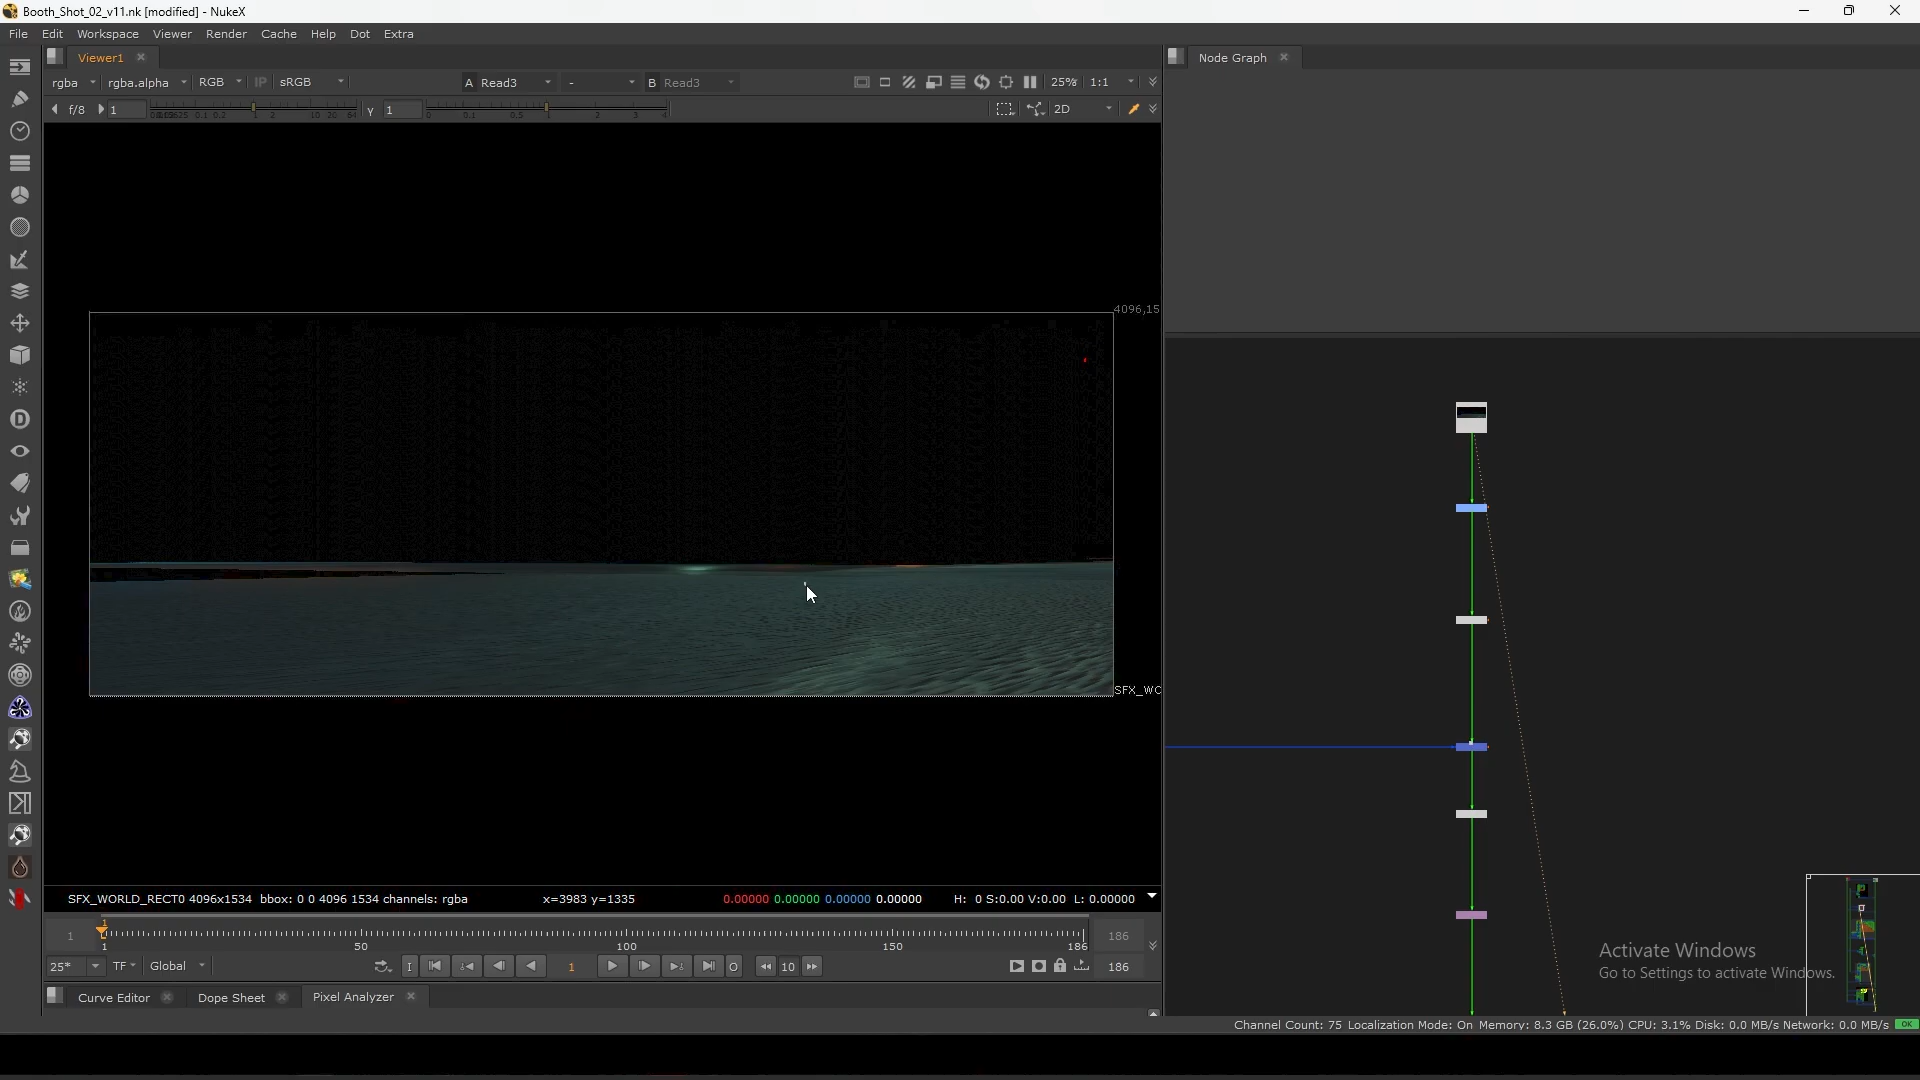 Booth_Shot_02_v11.nk [modified] - NukeX
File Edit Workspace Viewer Render Cache Help Dot Extra
Viewer1
Node Graph
rgba rgba.alpha RGB IP sRGB A Read3 - B Read3 25% 1:1
f/8 1 γ 1 2D
4096,15
SFX_WC
SFX_WORLD_RECT0 4096x1534 bbox: 0 0 4096 1534 channels: rgba x=3983 y=1335 0.00000 0.00000 0.00000 0.00000 H: 0 S:0.00 V:0.00 L: 0.00000
1 1 186
1 50 100 150 186
25* TF Global I 1 O 10 186
Curve Editor Dope Sheet Pixel Analyzer
Activate Windows
Go to Settings to activate Windows.
Channel Count: 75 Localization Mode: On Memory: 8.3 GB (26.0%) CPU: 3.1% Disk: 0.0 MB/s Network: 0.0 MB/s OK